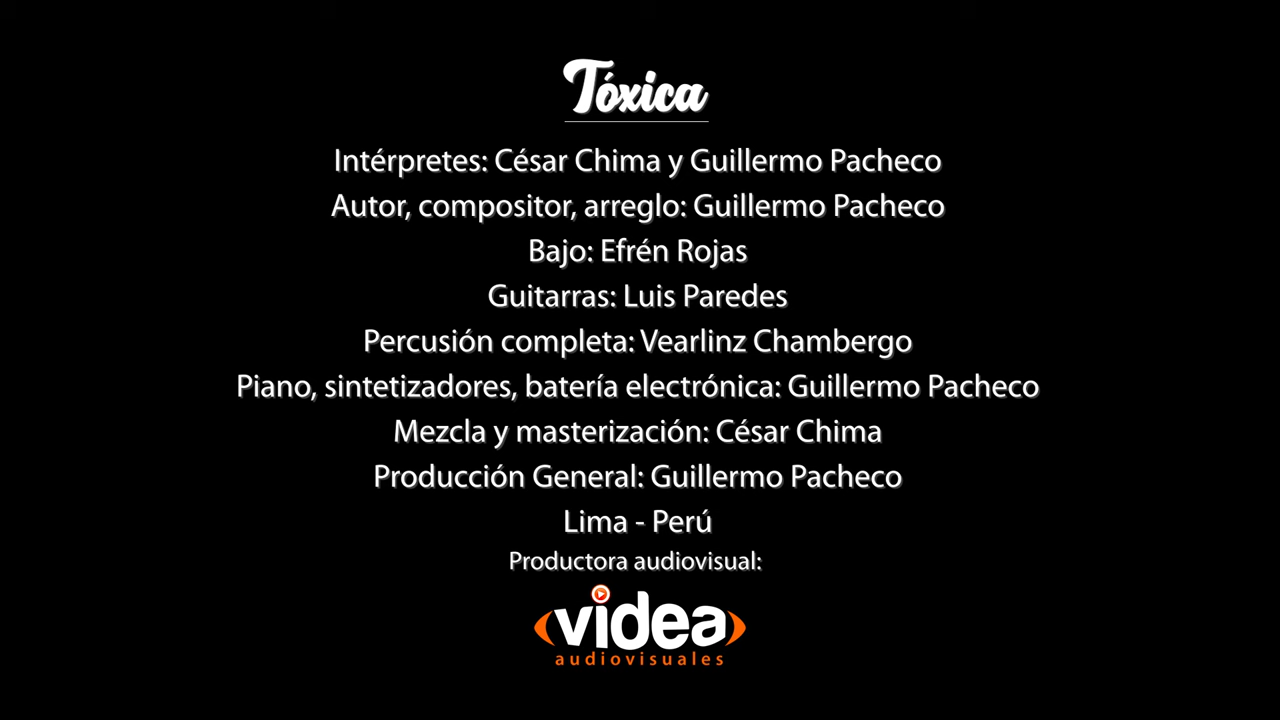 Tóxica
Intérpretes: César Chima y Guillermo Pacheco
Autor, compositor, arreglo: Guillermo Pacheco
Bajo: Efrén Rojas
Guitarras: Luis Paredes
Percusión completa: Vearlinz Chambergo
Piano, sintetizadores, batería electrónica: Guillermo Pacheco
Mezcla y masterización: César Chima
Producción General: Guillermo Pacheco
Lima - Perú
Productora audiovisual:
videa
audiovisuales